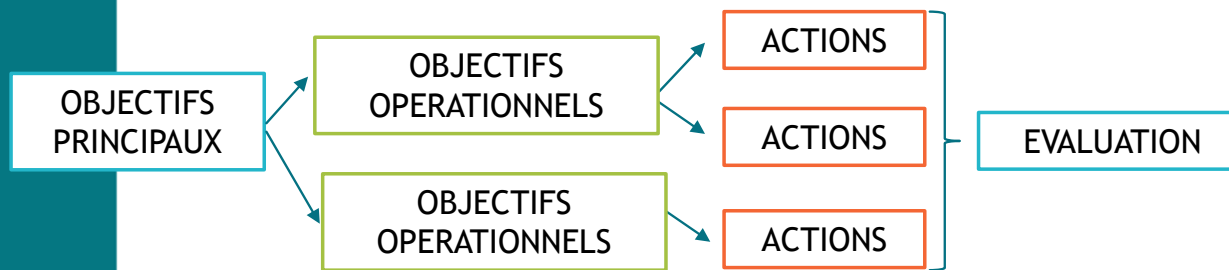 OBJECTIFS
PRINCIPAUX
OBJECTIFS
OPERATIONNELS
OBJECTIFS
OPERATIONNELS
ACTIONS
ACTIONS
ACTIONS
EVALUATION